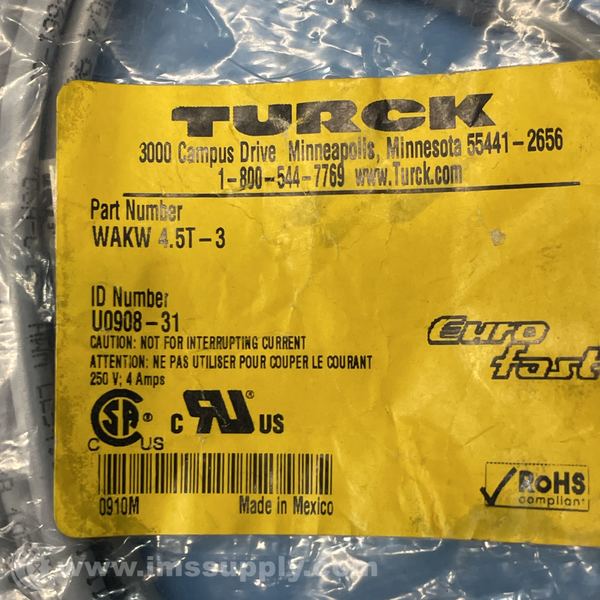 TURCK
3000 Campus Drive Minneapolis, Minnesota 55441-2656
1-800-544-7769 www.Turck.com
Part Number
WAKW 4.5T-3
ID Number
U0908-31
CAUTION: NOT FOR INTERRUPTING CURRENT
ATTENTION: NE PAS UTILISER POUR COUPER LE COURANT
250 V; 4 Amps
Euro
fast
C SA ® US
C RU ® US
0910M
Made in Mexico
RoHS
compliant
www.imssupply.com